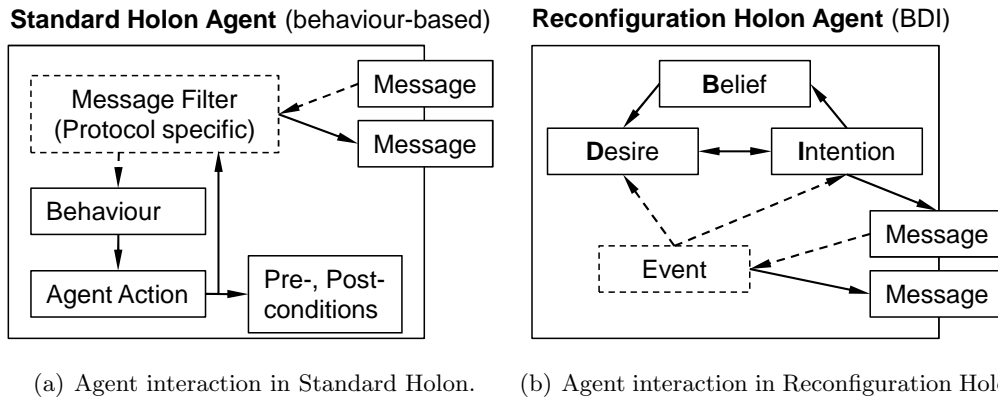 Standard Holon Agent (behaviour-based)
Message Filter
(Protocol specific)
Message
Message
Behaviour
Agent Action
Pre-, Post-
conditions
(a) Agent interaction in Standard Holon.
Reconfiguration Holon Agent (BDI)
Belief
Desire
Intention
Message
Event
Message
(b) Agent interaction in Reconfiguration Hol